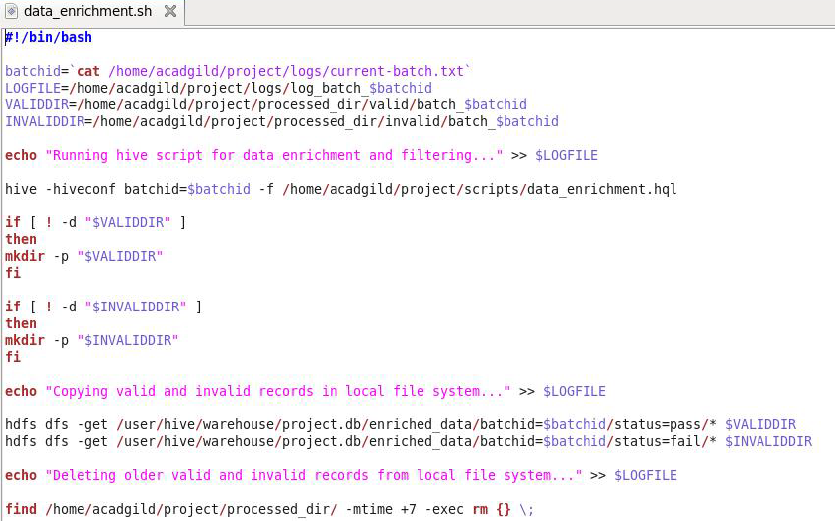 data_enrichment.sh
#!/bin/bash
batchid=`cat /home/acadgild/project/logs/current-batch.txt`
LOGFILE=/home/acadgild/project/logs/log_batch_$batchid
VALIDDIR=/home/acadgild/project/processed_dir/valid/batch_$batchid
INVALIDDIR=/home/acadgild/project/processed_dir/invalid/batch_$batchid
echo "Running hive script for data enrichment and filtering..." >> $LOGFILE
hive -hiveconf batchid=$batchid -f /home/acadgild/project/scripts/data_enrichment.hql
if [ ! -d "$VALIDDIR" ]
then
mkdir -p "$VALIDDIR"
fi
if [ ! -d "$INVALIDDIR" ]
then
mkdir -p "$INVALIDDIR"
fi
echo "Copying valid and invalid records in local file system..." >> $LOGFILE
hdfs dfs -get /user/hive/warehouse/project.db/enriched_data/batchid=$batchid/status=pass/* $VALIDDIR
hdfs dfs -get /user/hive/warehouse/project.db/enriched_data/batchid=$batchid/status=fail/* $INVALIDDIR
echo "Deleting older valid and invalid records from local file system..." >> $LOGFILE
find /home/acadgild/project/processed_dir/ -mtime +7 -exec rm {} \;